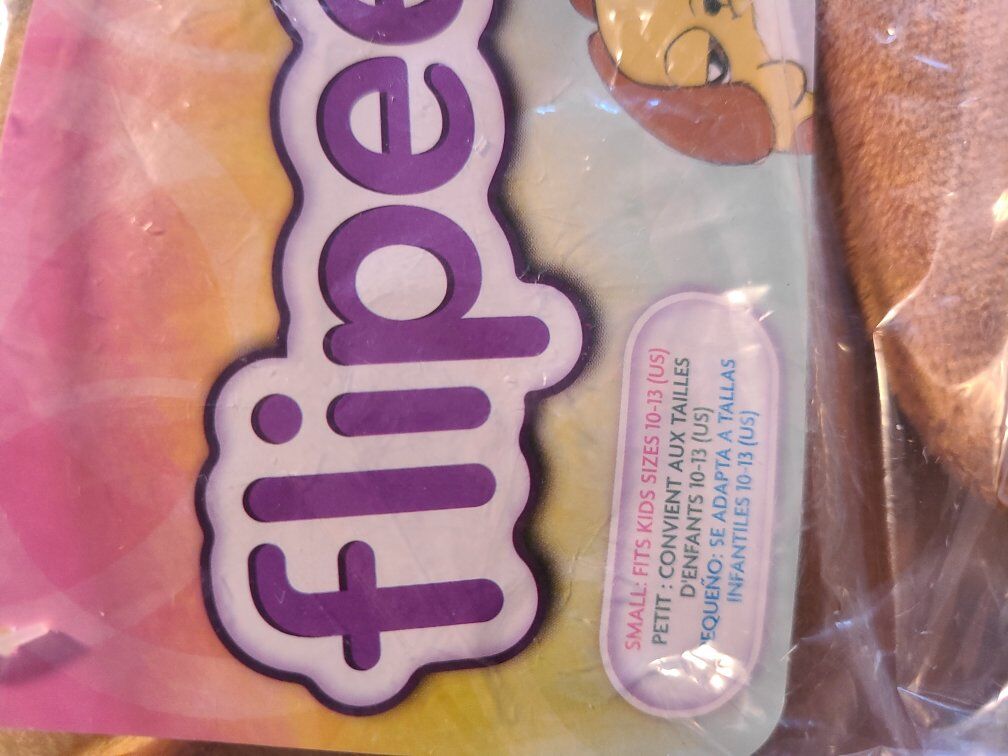 flipee
SMALL: FITS KIDS SIZES 10-13 (US)
PETIT : CONVIENT AUX TAILLES
D'ENFANTS 10-13 (US)
PEQUEÑO: SE ADAPTA A TALLAS
INFANTILES 10-13 (US)